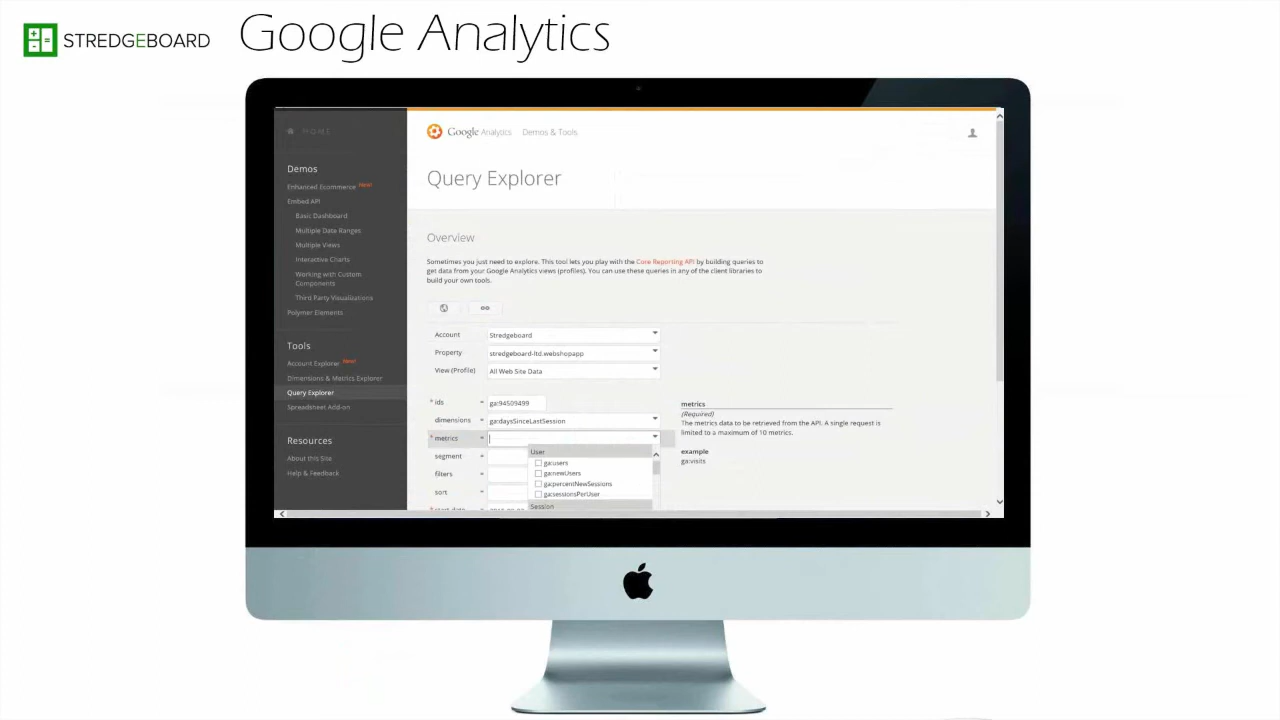 STREDGEBOARD
Google Analytics
HOME
Demos
Enhanced Ecommerce New!
Embed API
Basic Dashboard
Multiple Date Ranges
Multiple Views
Interactive Charts
Working with Custom
Components
Third Party Visualizations
Polymer Elements
Tools
Account Explorer New!
Dimensions & Metrics Explorer
Query Explorer
Spreadsheet Add-on
Resources
About this Site
Help & Feedback
Google Analytics Demos & Tools
Query Explorer
Overview
Sometimes you just need to explore. This tool lets you play with the Core Reporting API by building queries to
get data from your Google Analytics views (profiles). You can use these queries in any of the client libraries to
build your own tools.
Account Stredgeboard
Property stredgeboard-ltd.webshopapp
View (Profile) All Web Site Data
* ids = ga:94509499
dimensions = ga:daysSinceLastSession
* metrics =
segment =
filters =
sort =
* start-date =
User
ga:users
ga:newUsers
ga:percentNewSessions
ga:sessionsPerUser
Session
metrics
(Required)
The metrics data to be retrieved from the API. A single request is
limited to a maximum of 10 metrics.
example
ga:visits